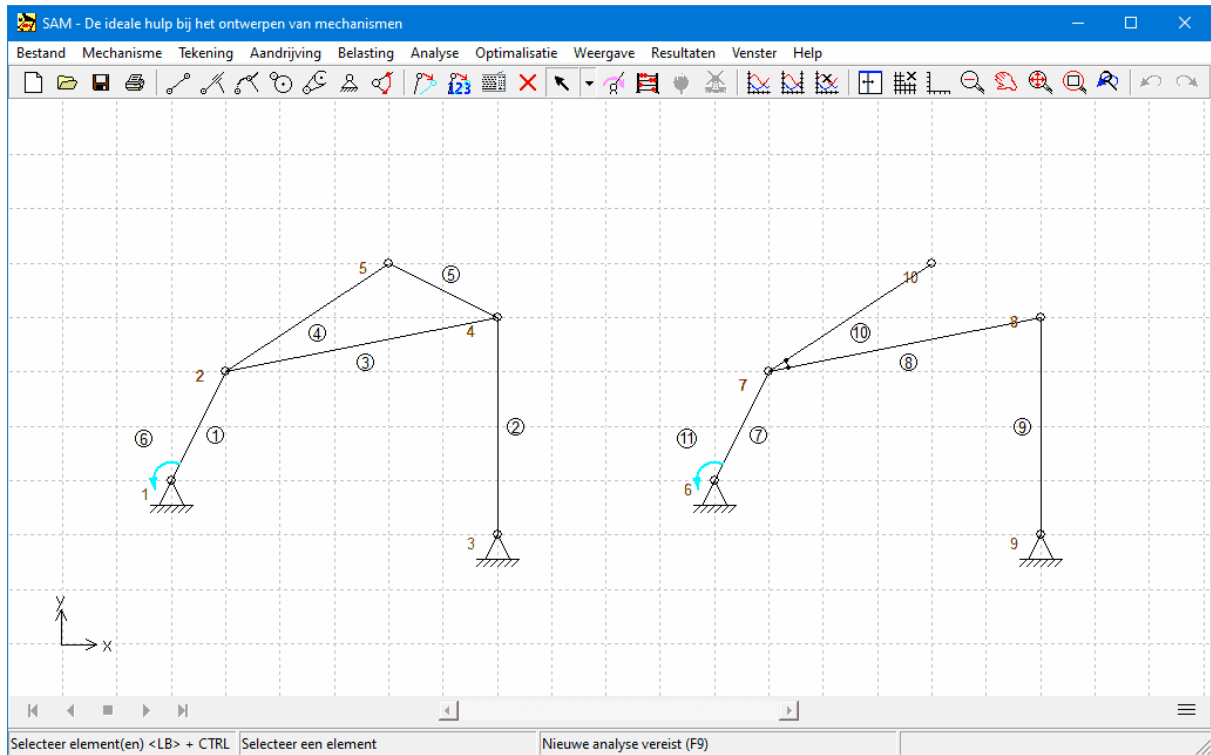 SAM - De ideale hulp bij het ontwerpen van mechanismen
Bestand Mechanisme Tekening Aandrijving Belasting Analyse Optimalisatie Weergave Resultaten Venster Help
123
5 5 10
4 4 10 8
3 8
2 7
6 1 2 11 7 9
1 6
3 9
y
x
Selecteer element(en) <LB> + CTRL Selecteer een element Nieuwe analyse vereist (F9)